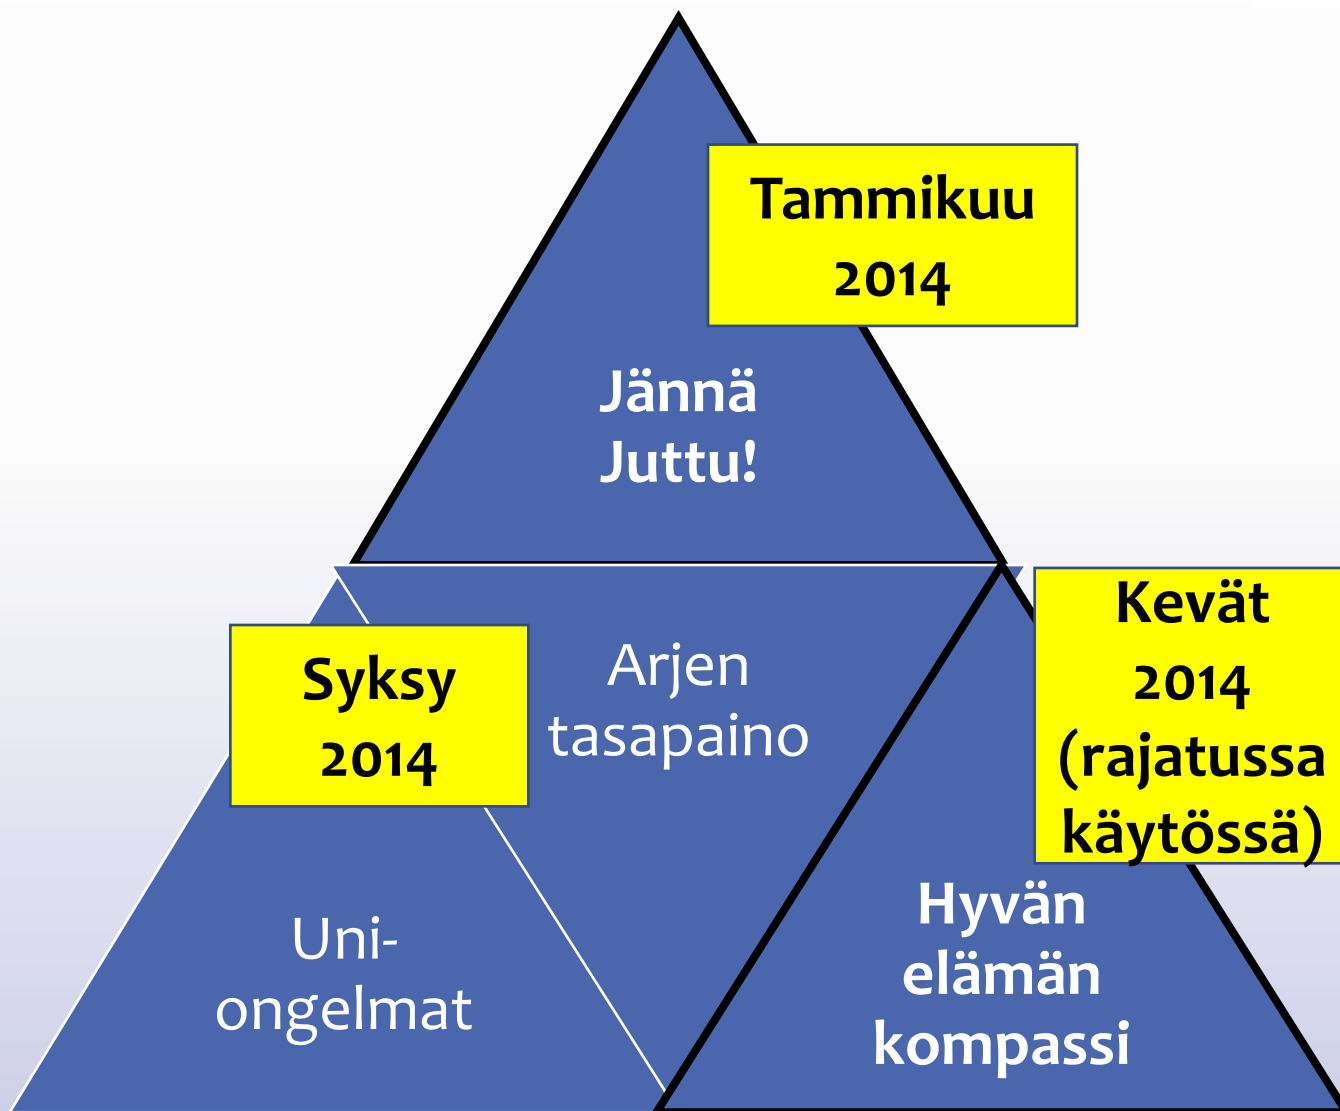 Tammikuu
2014
Jännä
Juttu!
Syksy
2014
Arjen
tasapaino
Kevät
2014
(rajatussa
käytössä)
Uni-
ongelmat
Hyvän
elämän
kompassi